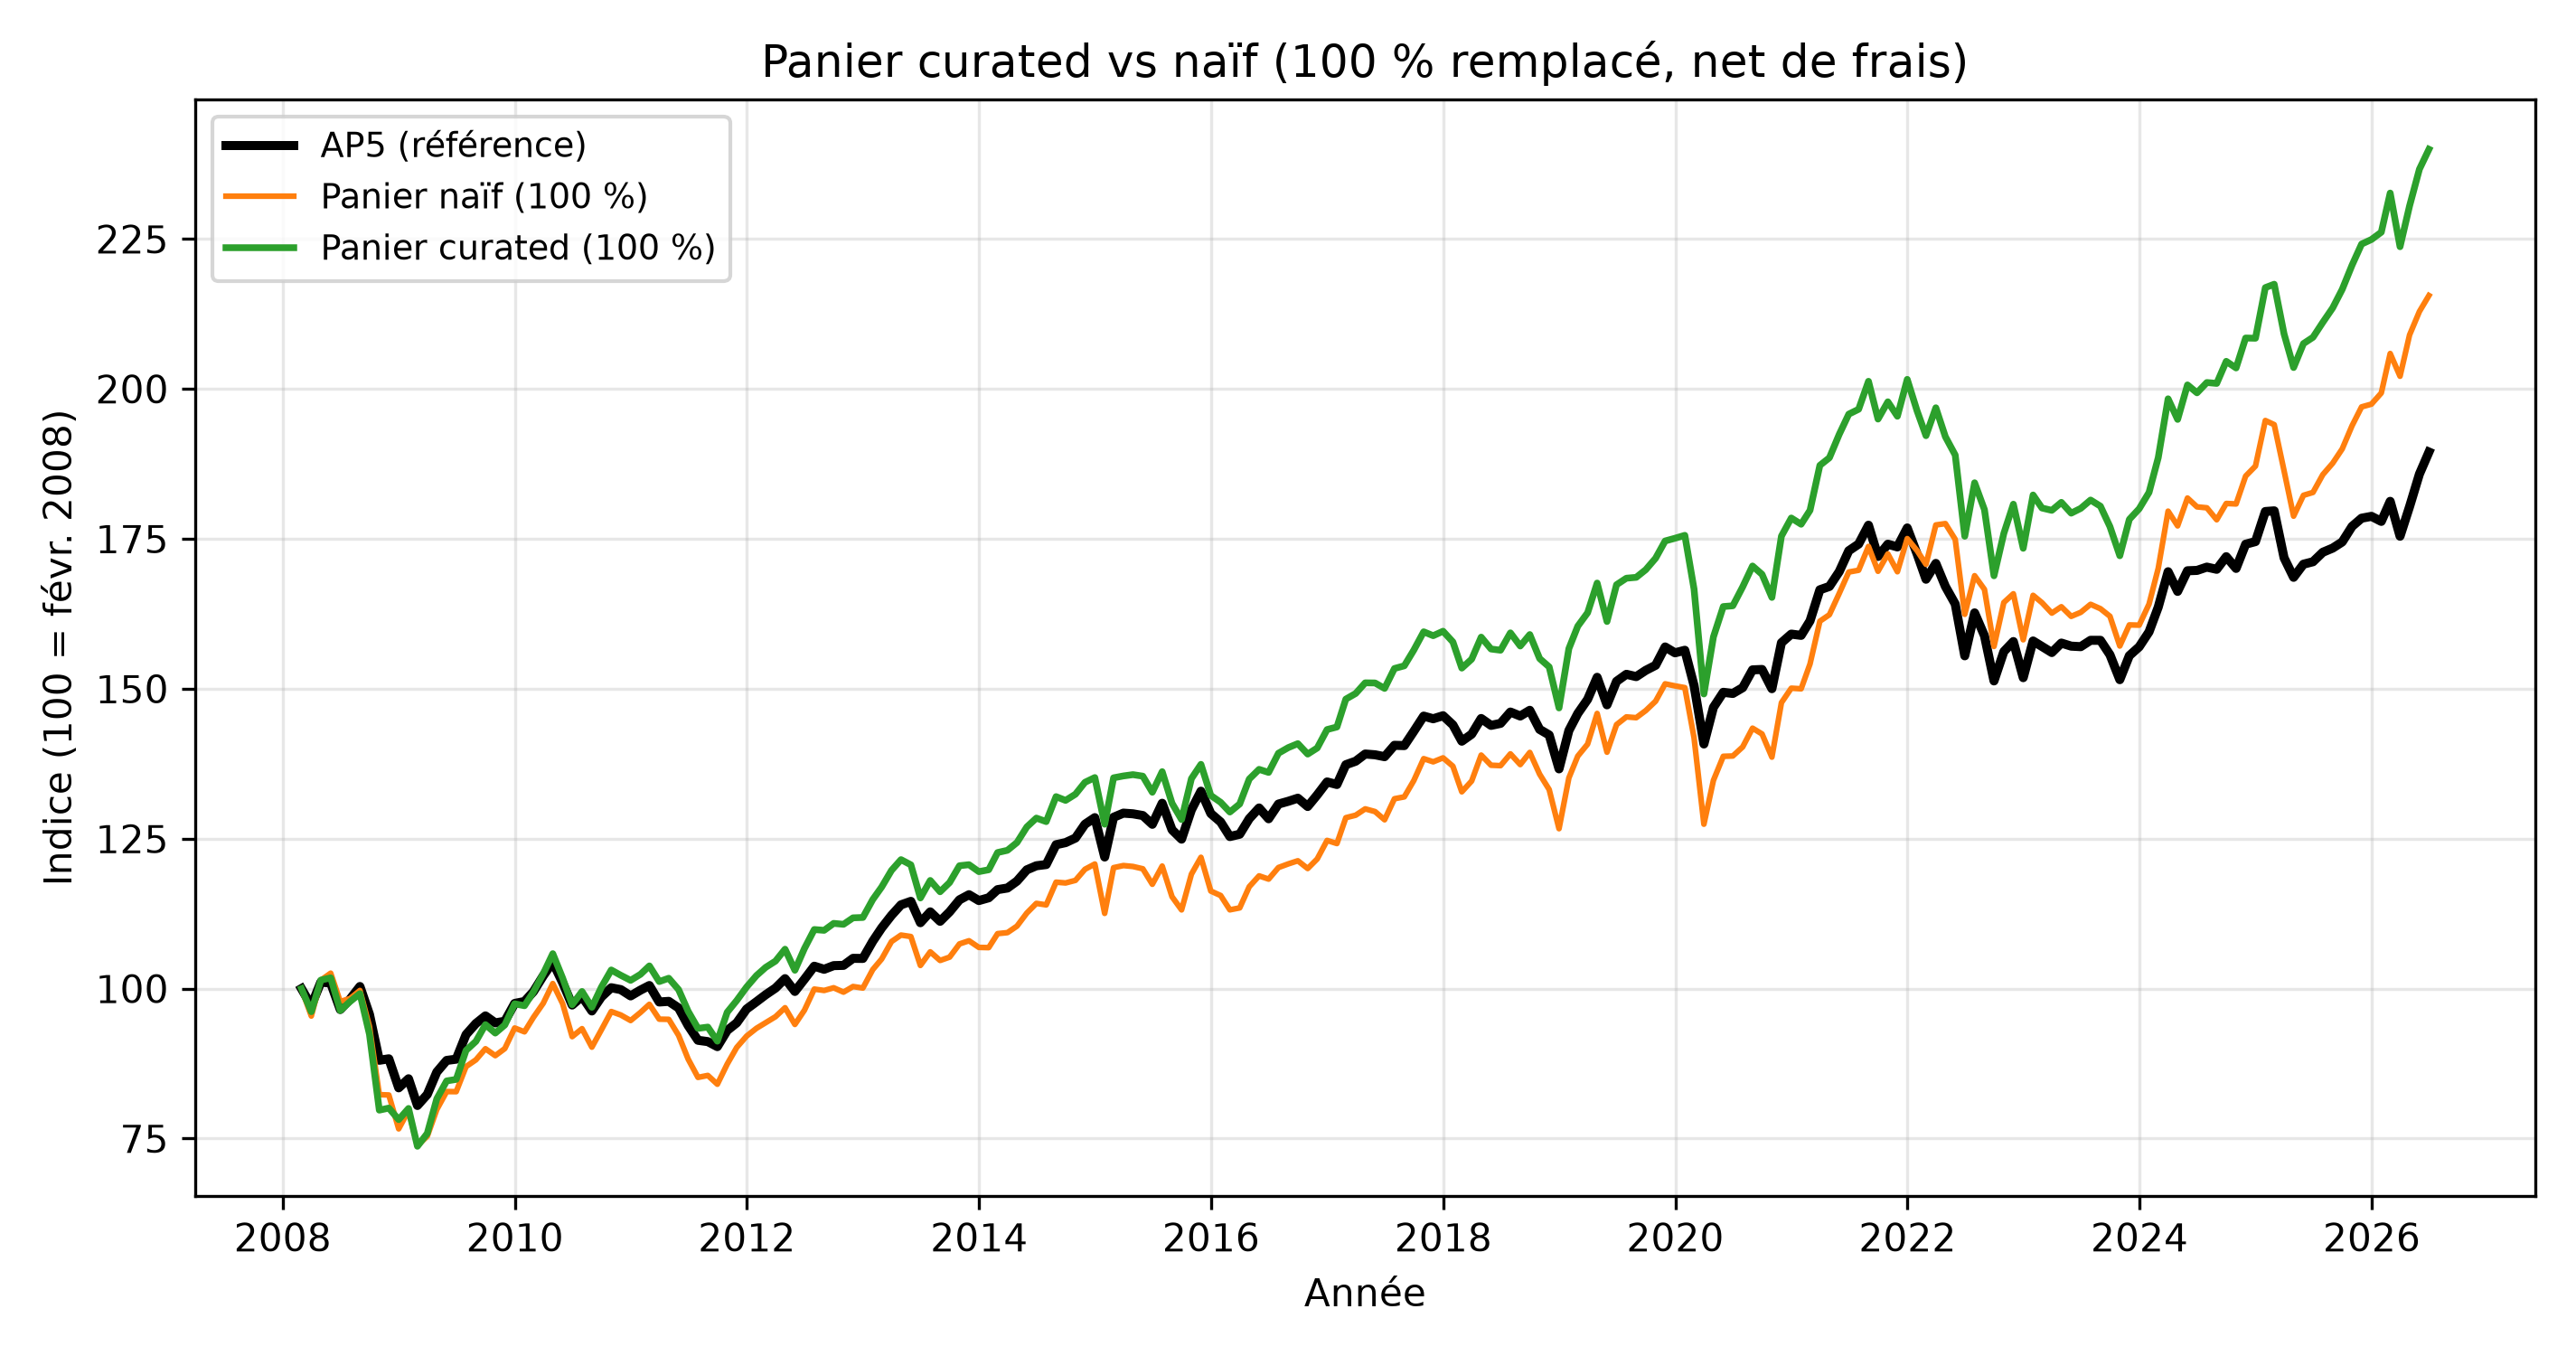 Panier curated vs naïf (100 % remplacé, net de frais)
AP5 (référence)
Panier naïf (100 %)
Panier curated (100 %)
Indice (100 = févr. 2008)
225
200
175
150
125
100
75
2008 2010 2012 2014 2016 2018 2020 2022 2024 2026
Année